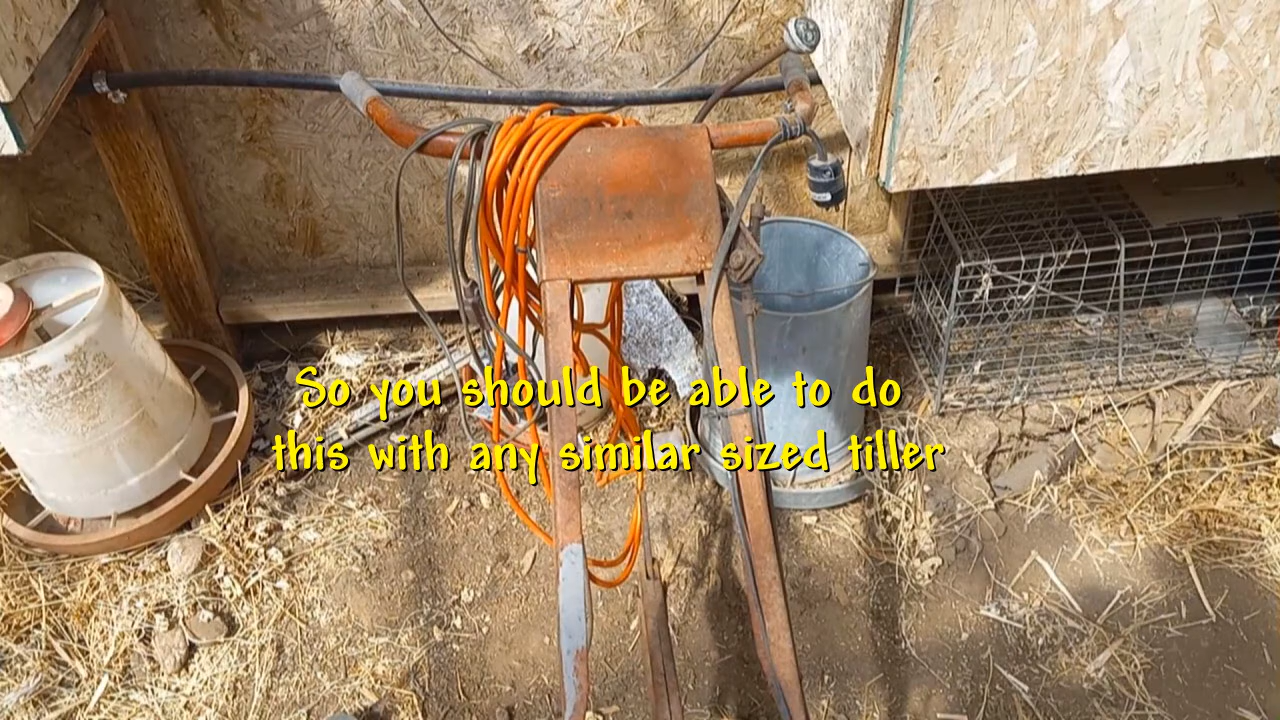 So you should be able to do
this with any similar sized tiller